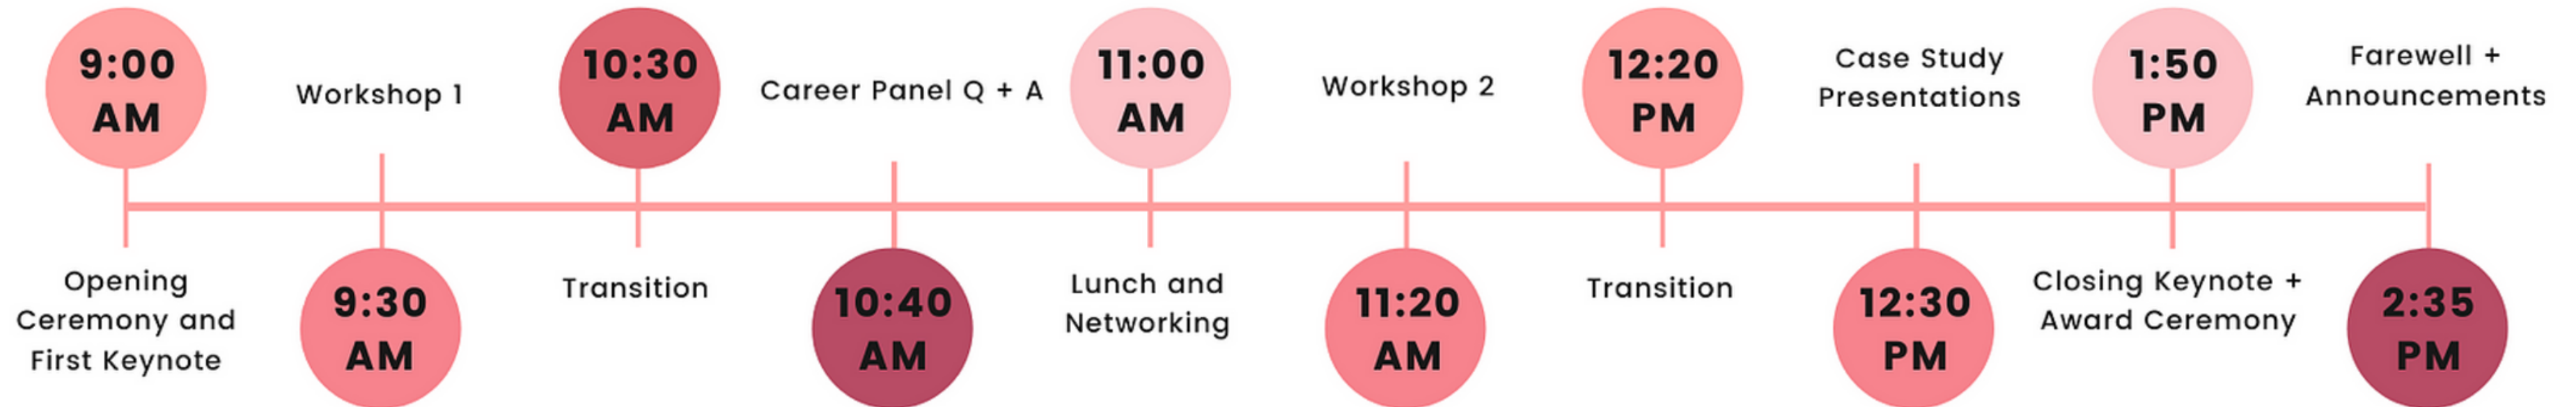 9:00
AM
Opening
Ceremony and
First Keynote
Workshop 1
9:30
AM
10:30
AM
Transition
Career Panel Q + A
10:40
AM
11:00
AM
Lunch and
Networking
Workshop 2
11:20
AM
12:20
PM
Transition
Case Study
Presentations
12:30
PM
1:50
PM
Closing Keynote +
Award Ceremony
Farewell +
Announcements
2:35
PM